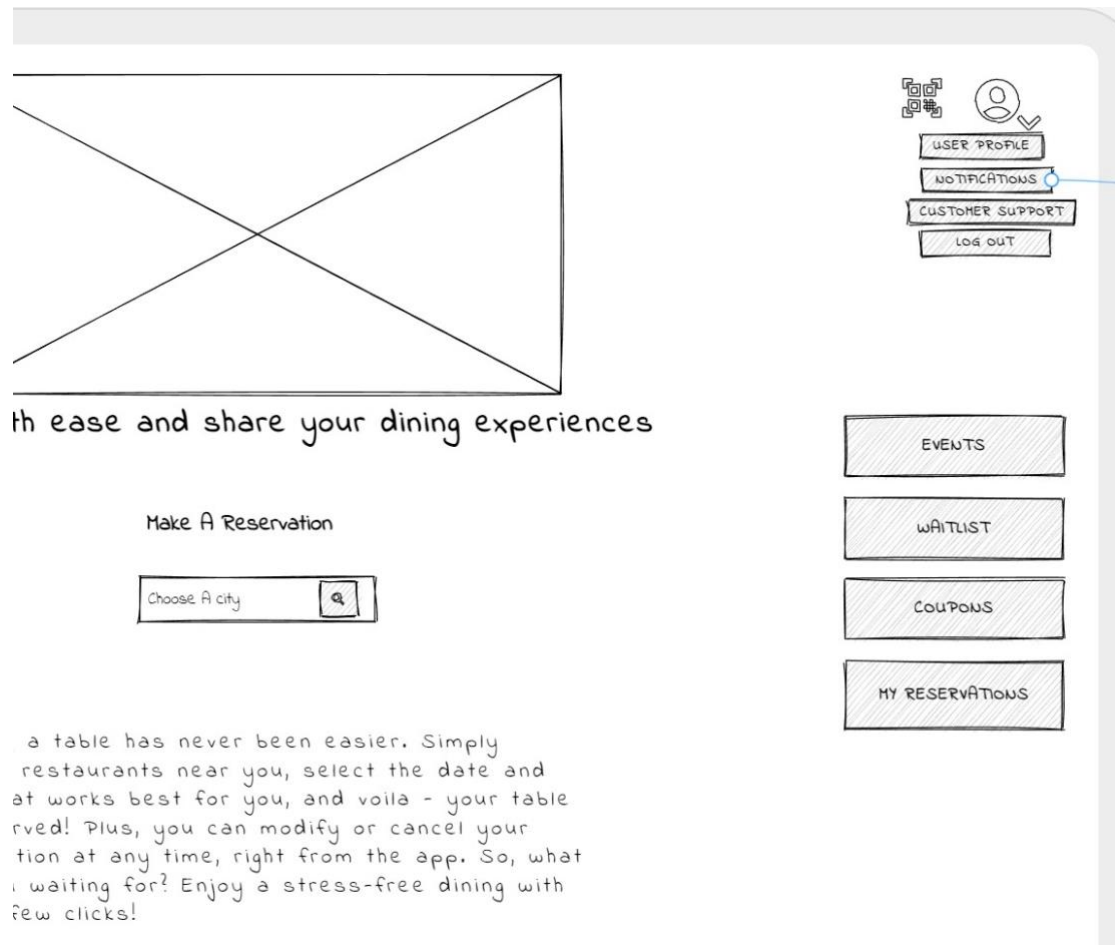 USER PROFILE
NOTIFICATIONS
CUSTOMER SUPPORT
LOG OUT
th ease and share your dining experiences
EVENTS
Make A Reservation
WAITLIST
Choose A city
COUPONS
MY RESERVATIONS
a table has never been easier. Simply
restaurants near you, select the date and
at works best for you, and voila - your table
rved! Plus, you can modify or cancel your
tion at any time, right from the app. So, what
waiting for? Enjoy a stress-free dining with
few clicks!